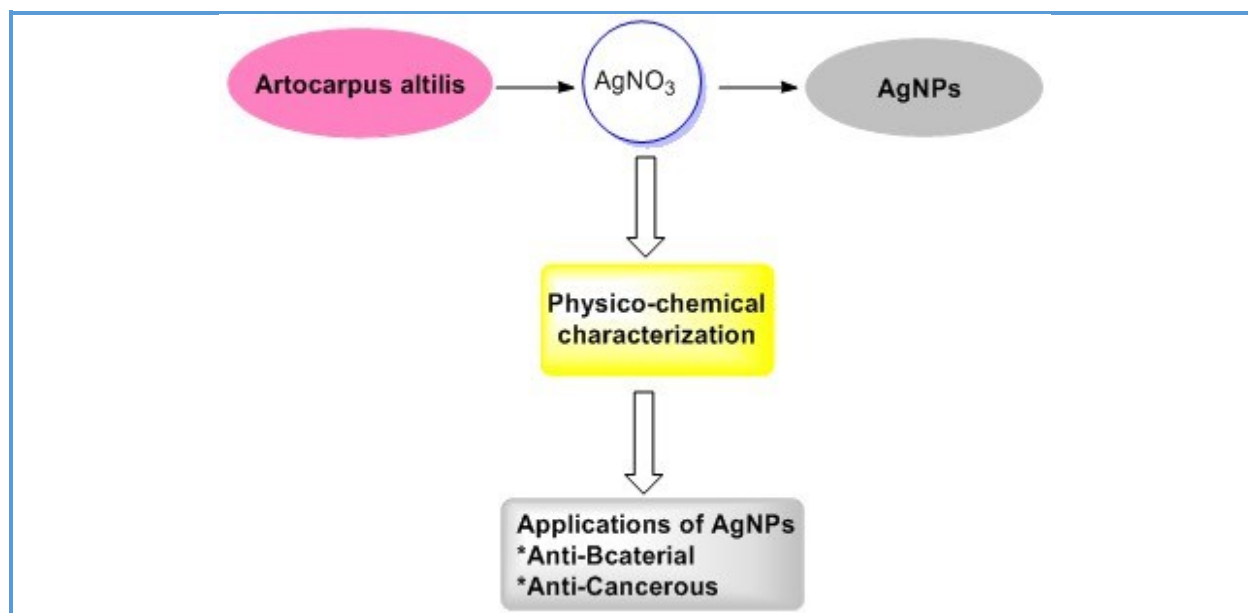 Artocarpus altilis
AgNO₃
AgNPs
Physico-chemical
characterization
Applications of AgNPs
*Anti-Bcaterial
*Anti-Cancerous